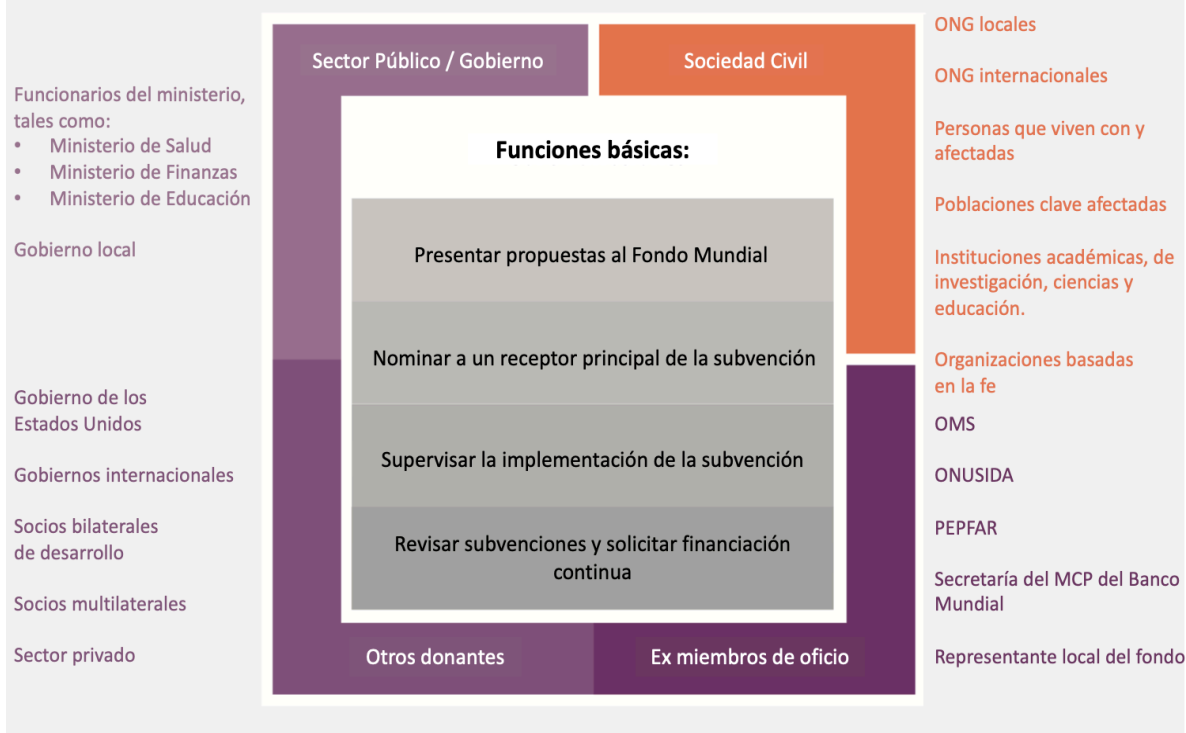 Sector Público / Gobierno
Funcionarios del ministerio,
tales como:
• Ministerio de Salud
• Ministerio de Finanzas
• Ministerio de Educación
Gobierno local
Sociedad Civil
ONG locales
ONG internacionales
Personas que viven con y
afectadas
Poblaciones clave afectadas
Instituciones académicas, de
investigación, ciencias y
educación.
Organizaciones basadas
en la fe
Funciones básicas:
Presentar propuestas al Fondo Mundial
Nominar a un receptor principal de la subvención
Supervisar la implementación de la subvención
Revisar subvenciones y solicitar financiación
continua
Otros donantes
Gobierno de los
Estados Unidos
Gobiernos internacionales
Socios bilaterales
de desarrollo
Socios multilaterales
Sector privado
Ex miembros de oficio
OMS
ONUSIDA
PEPFAR
Secretaría del MCP del Banco
Mundial
Representante local del fondo